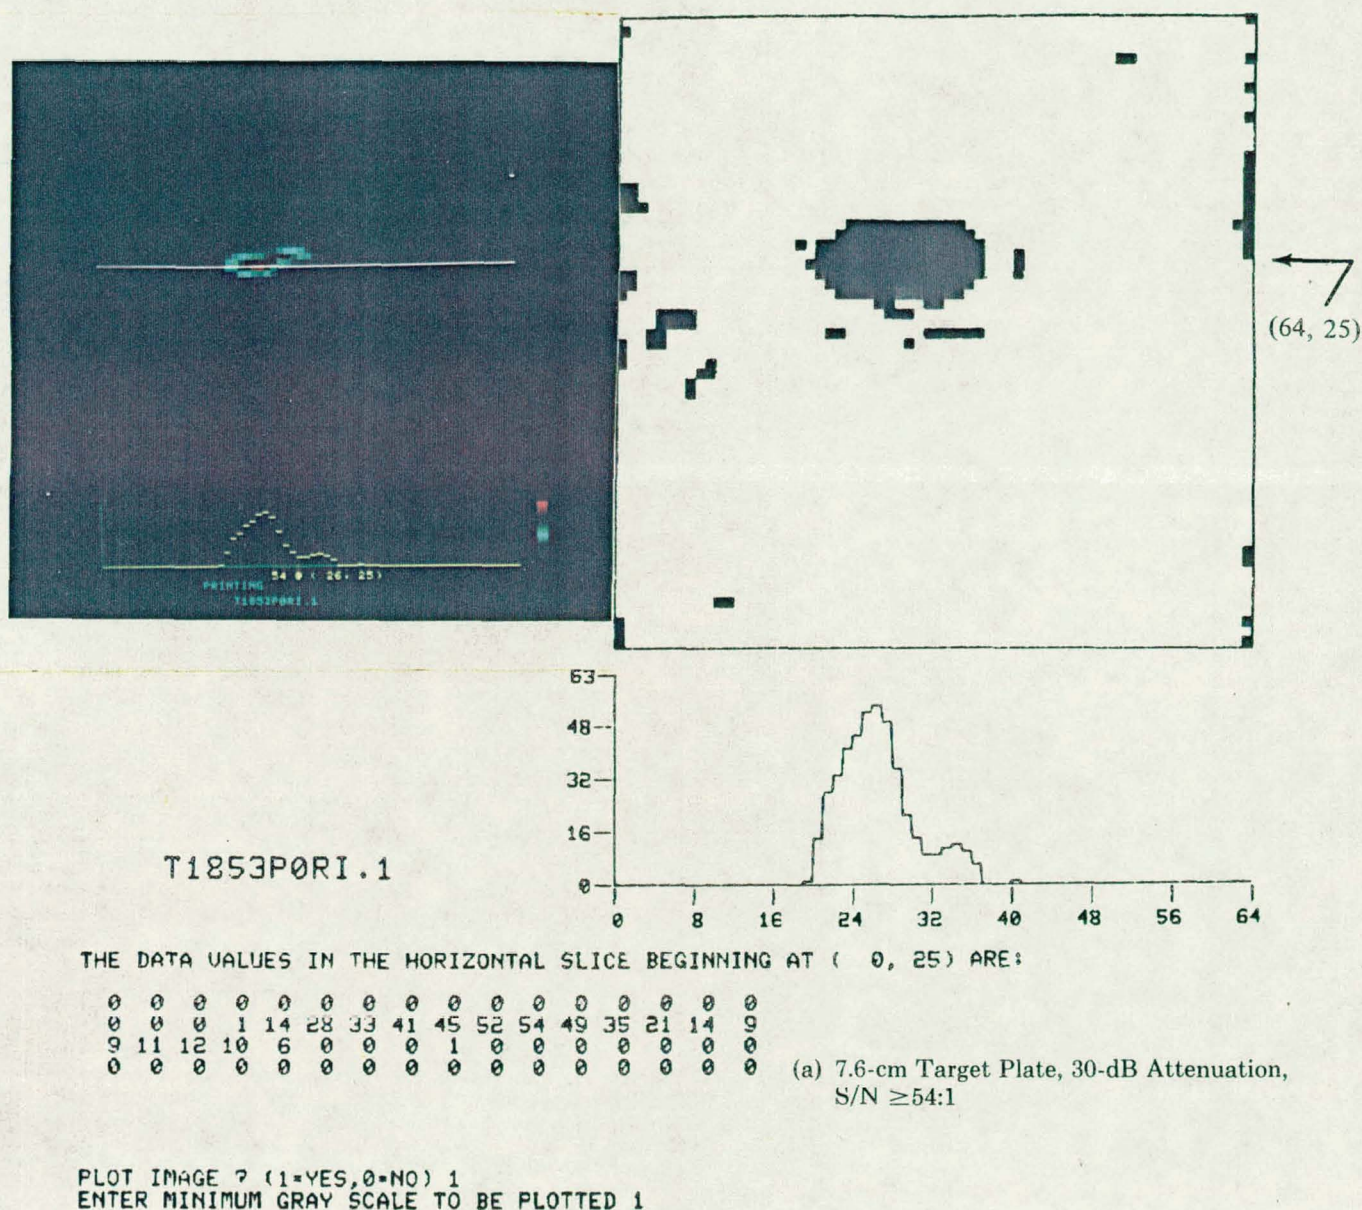 (64, 25)
54 @ ( 26, 25)
PRINTING
T1853P0RI.1
63
48
32
16
0
0 8 16 24 32 40 48 56 64
T1853P0RI.1
THE DATA VALUES IN THE HORIZONTAL SLICE BEGINNING AT ( 0, 25) ARE:
0 0 0 0 0 0 0 0 0 0 0 0 0 0 0 0
0 0 0 1 14 28 33 41 45 52 54 49 35 21 14 9
9 11 12 10 6 0 0 0 1 0 0 0 0 0 0 0
0 0 0 0 0 0 0 0 0 0 0 0 0 0 0 0
(a) 7.6-cm Target Plate, 30-dB Attenuation,
S/N ≥54:1
PLOT IMAGE ? (1=YES,0=NO) 1
ENTER MINIMUM GRAY SCALE TO BE PLOTTED 1